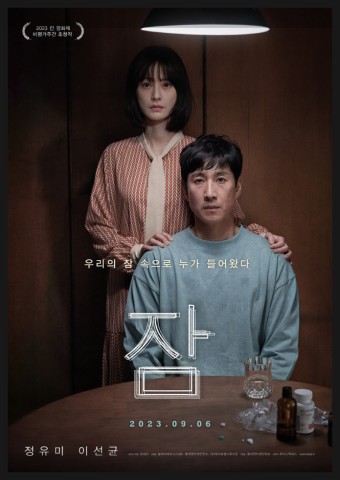 2023 칸 영화제
비평가주간 초청작
우리의 잠 속으로 누가 들어왔다
잠
2023.09.06
정유미 이선균